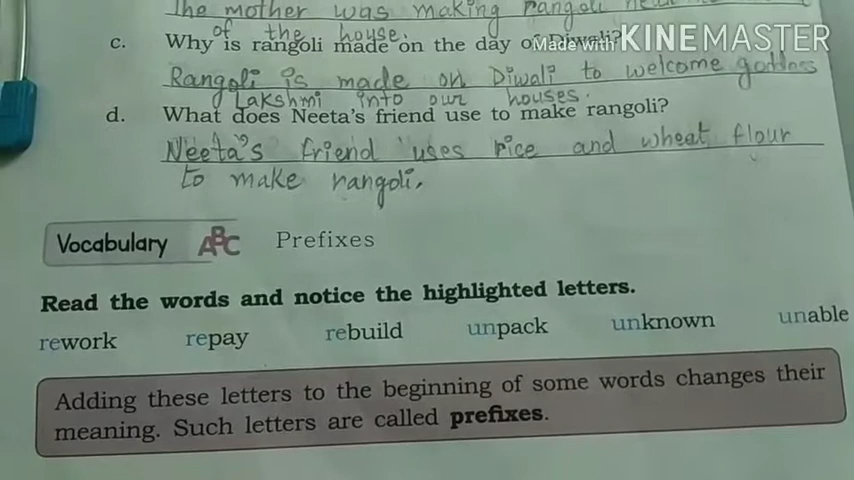 The mother was making rangoli
of the house.
c. Why is rangoli made on the day of Diwali?
Made with KINEMASTER
Rangoli is made on Diwali to welcome goddess
Lakshmi into our houses.
d. What does Neeta's friend use to make rangoli?
Neeta's friend uses rice and wheat flour
to make rangoli.
Vocabulary ABC Prefixes
Read the words and notice the highlighted letters.
rework repay rebuild unpack unknown unable
Adding these letters to the beginning of some words changes their
meaning. Such letters are called prefixes.